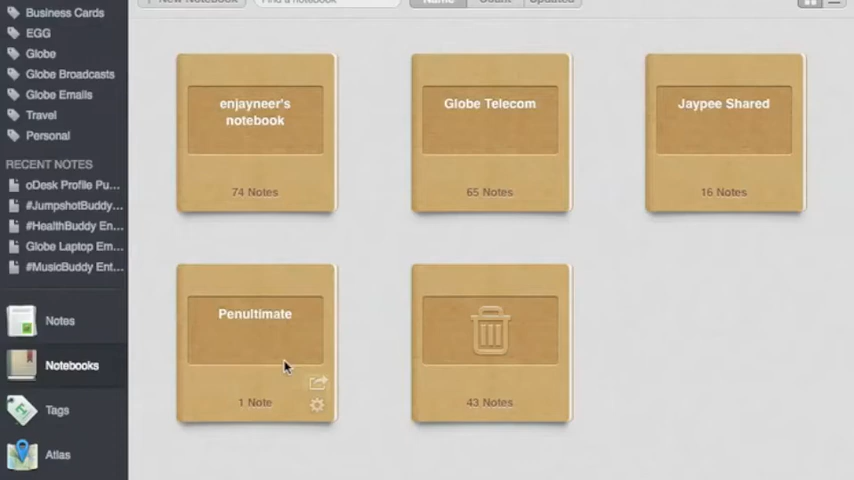 Business Cards
EGG
Globe
Globe Broadcasts
Globe Emails
Travel
Personal
RECENT NOTES
oDesk Profile Pu...
#JumpshotBuddy...
#HealthBuddy En...
Globe Laptop Em...
#MusicBuddy Ent...
Notes
Notebooks
Tags
Atlas
New Notebook
Find a notebook
Name
Count
Updated
enjayneer's
notebook
74 Notes
Globe Telecom
65 Notes
Jaypee Shared
16 Notes
Penultimate
1 Note
43 Notes